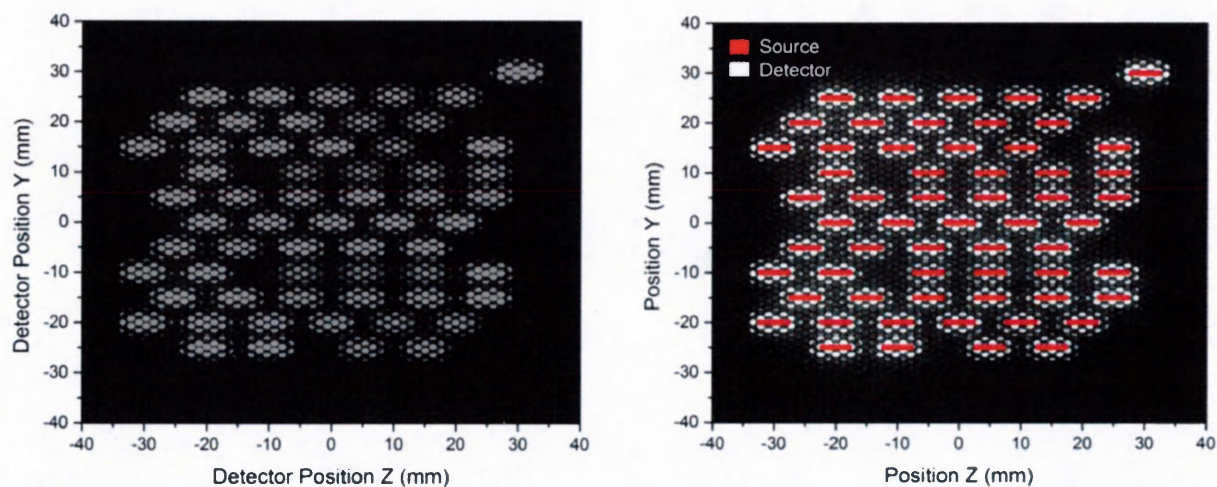 40
30
20
10
0
-10
-20
-30
-40
Detector Position Y (mm)
-40 -30 -20 -10 0 10 20 30 40
Detector Position Z (mm)
40
30
20
10
0
-10
-20
-30
-40
Position Y (mm)
Source
Detector
-40 -30 -20 -10 0 10 20 30 40
Position Z (mm)